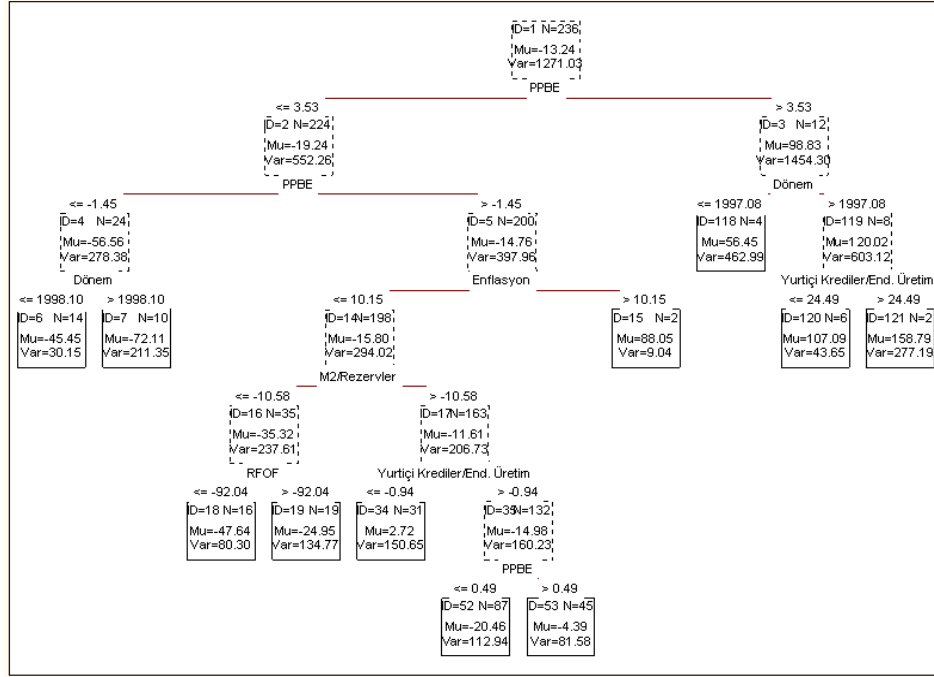 ID=1 N=236
Mu=-13.24
Var=1271.03
PPBE
<= 3.53
> 3.53
ID=2 N=224
Mu=-19.24
Var=552.26
PPBE
ID=3 N=12
Mu=98.83
Var=1454.30
Dönem
<= -1.45
> -1.45
<= 1997.08
> 1997.08
ID=4 N=24
Mu=-56.56
Var=278.38
Dönem
ID=5 N=200
Mu=-14.76
Var=397.96
Enflasyon
ID=118 N=4
Mu=56.45
Var=462.99
ID=119 N=8
Mu=120.02
Var=603.12
Yurtiçi Krediler/End. Üretim
<= 1998.10
> 1998.10
<= 10.15
> 10.15
<= 24.49
> 24.49
ID=6 N=14
Mu=-45.45
Var=30.15
ID=7 N=10
Mu=-72.11
Var=211.35
ID=14N=198
Mu=-15.80
Var=294.02
M2/Rezervler
ID=15 N=2
Mu=88.05
Var=9.04
ID=120 N=6
Mu=107.09
Var=43.65
ID=121 N=2
Mu=158.79
Var=277.19
<= -10.58
> -10.58
ID=16 N=35
Mu=-35.32
Var=237.61
RFOF
ID=17N=163
Mu=-11.61
Var=206.73
Yurtiçi Krediler/End. Üretim
<= -92.04
> -92.04
<= -0.94
> -0.94
ID=18 N=16
Mu=-47.64
Var=80.30
ID=19 N=19
Mu=-24.95
Var=134.77
ID=34 N=31
Mu=2.72
Var=150.65
ID=35N=132
Mu=-14.98
Var=160.23
PPBE
<= 0.49
> 0.49
ID=52 N=87
Mu=-20.46
Var=112.94
ID=53 N=45
Mu=-4.39
Var=81.58